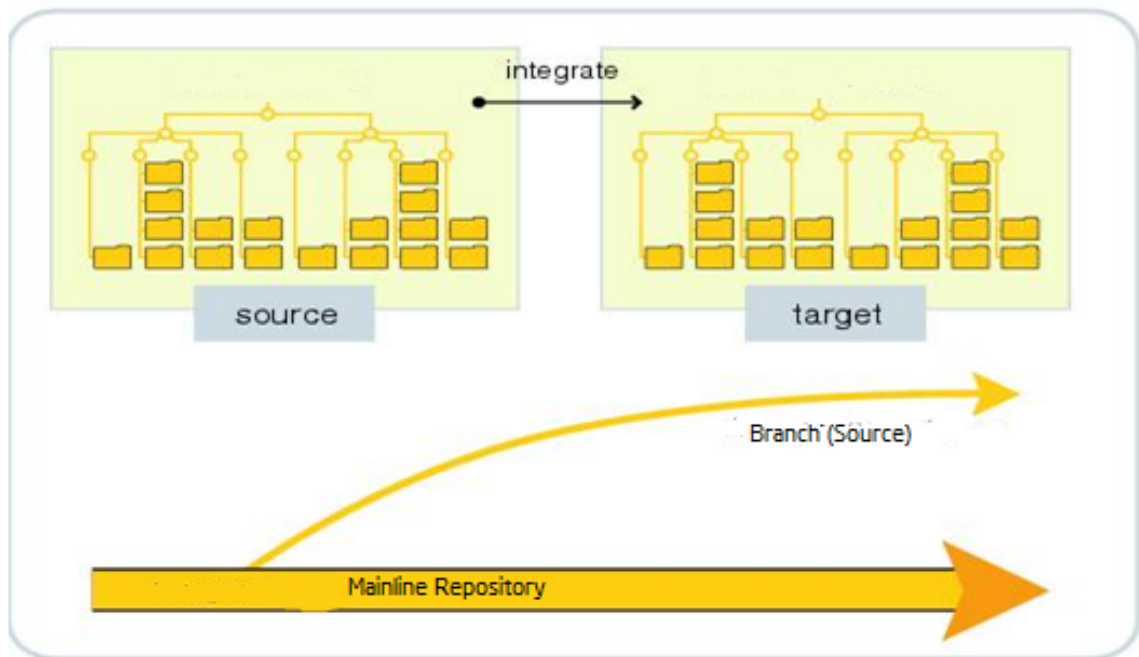 integrate
source
target
Branch (Source)
Mainline Repository